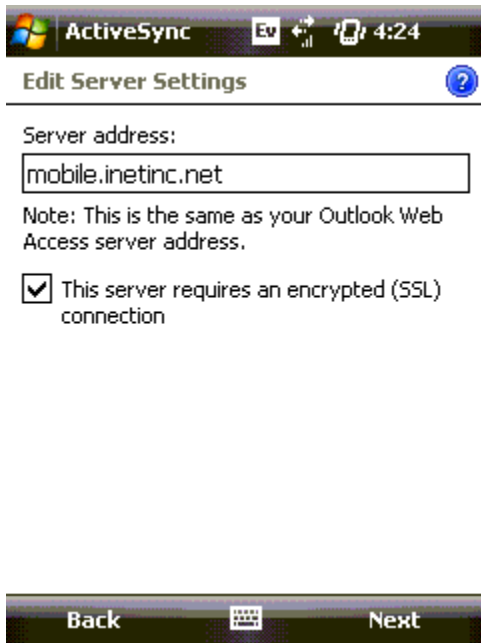 ActiveSync Ev 4:24
Edit Server Settings ?
Server address:
mobile.inetinc.net
Note: This is the same as your Outlook Web
Access server address.
This server requires an encrypted (SSL)
connection
Back Next